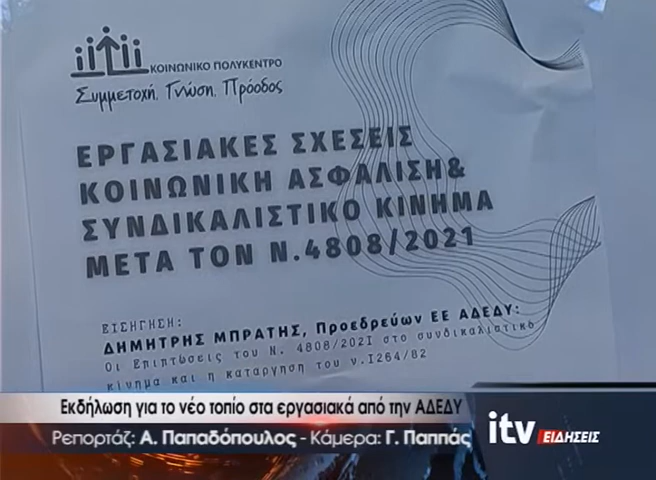 ΚΟΙΝΩΝΙΚΟ ΠΟΛΥΚΕΝΤΡΟ
Συμμετοχή, Γνώση, Πρόοδος
ΕΡΓΑΣΙΑΚΕΣ ΣΧΕΣΕΙΣ
ΚΟΙΝΩΝΙΚΗ ΑΣΦΑΛΙΣΗ&
ΣΥΝΔΙΚΑΛΙΣΤΙΚΟ ΚΙΝΗΜΑ
ΜΕΤΑ ΤΟΝ Ν.4808/2021
ΕΙΣΗΓΗΣΗ:
ΔΗΜΗΤΡΗΣ ΜΠΡΑΤΗΣ, Προεδρεύων ΕΕ ΑΔΕΔΥ:
Οι Επιπτώσεις του Ν. 4808/2021 στο συνδικαλιστικό
κίνημα και η κατάργηση του ν.1264/82
Εκδήλωση για το νέο τοπίο στα εργασιακά από την ΑΔΕΔΥ
Ρεπορτάζ: Α. Παπαδόπουλος - Κάμερα: Γ. Παππάς
itv ΕΙΔΗΣΕΙΣ